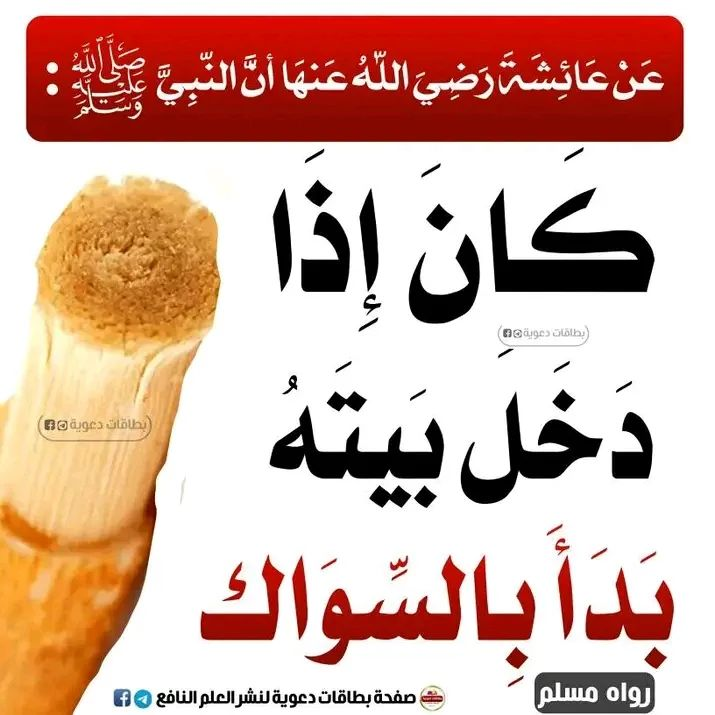 عَنْ عَائِشَةَ رَضِيَ اللّٰهُ عَنهَا أنَّ النّبِيَّ صَلَّى اللَّهُ عَلَيْهِ وَسَلَّمَ :
كَانَ إِذَا
بطاقات دعوية
دَخَلَ بَيتَهُ
بطاقات دعوية
بَدَأَ بِالسِّوَاك
رواه مسلم
صفحة بطاقات دعوية لنشر العلم النافع